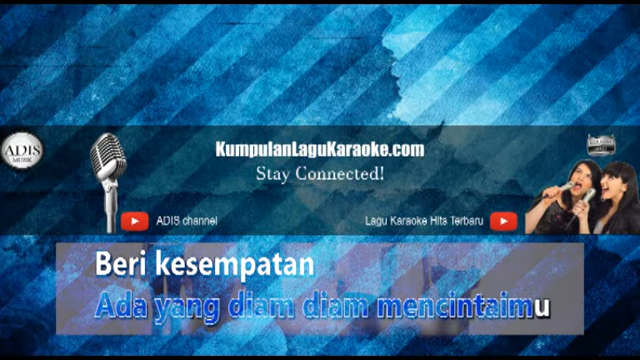 ADIS
MUSIK
KumpulanLaguKaraoke.com
Stay Connected!
ADIS channel
Lagu Karaoke Hits Terbaru
Beri kesempatan
Ada yang diam diam mencintaimu